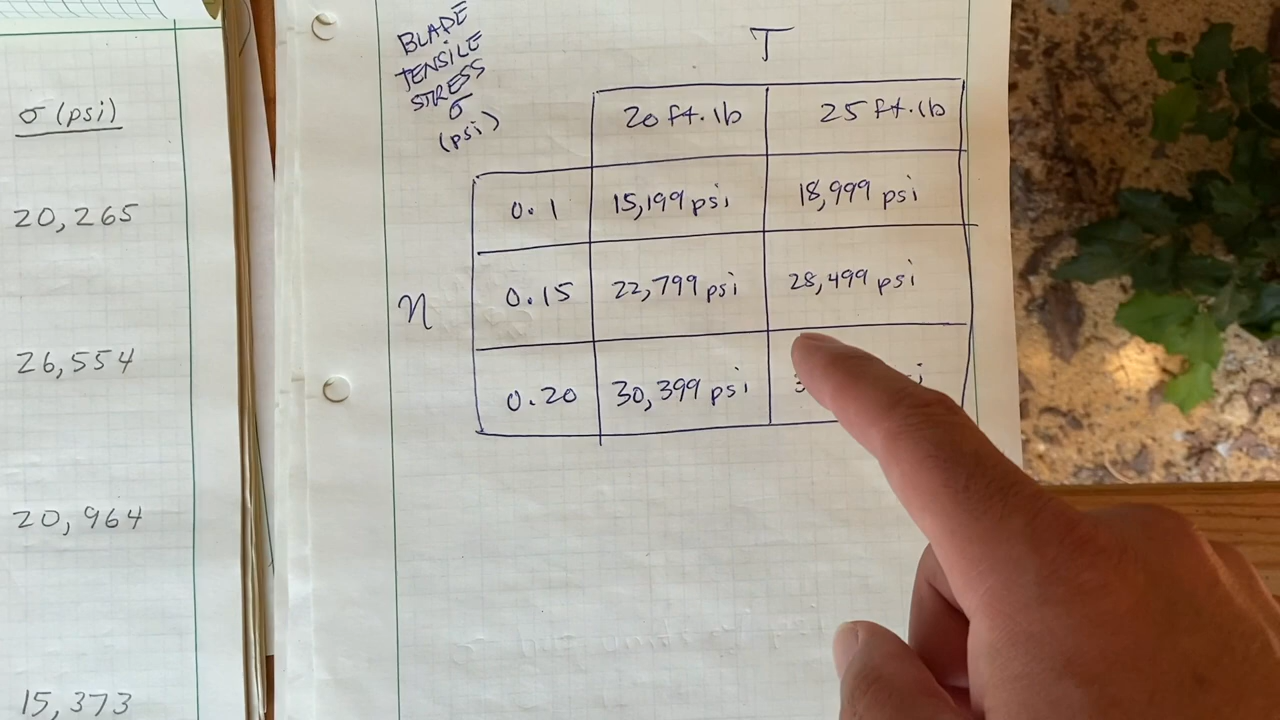 σ (psi)
20,265
26,554
20,964
15,373
BLADE
TENSILE
STRESS
σ
(psi)
T
20 ft.lb 25 ft.lb
0.1 15,199 psi 18,999 psi
η 0.15 22,799 psi 28,499 psi
0.20 30,399 psi